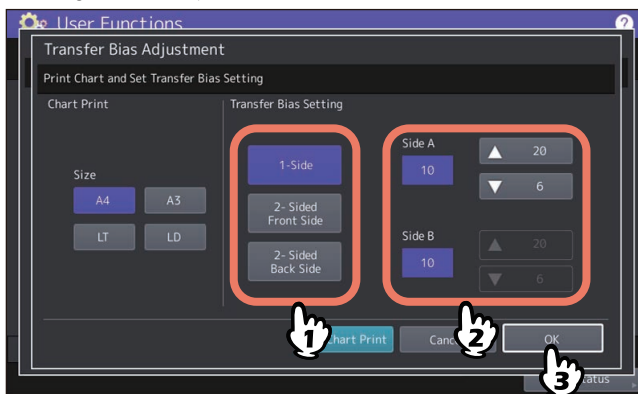 User Functions
?
Transfer Bias Adjustment
Print Chart and Set Transfer Bias Setting
Chart Print
Transfer Bias Setting
Size
A4
A3
LT
LD
1-Side
2- Sided
Front Side
2- Sided
Back Side
Side A
10
20
6
Side B
10
20
6
Chart Print
OK
1
2
3